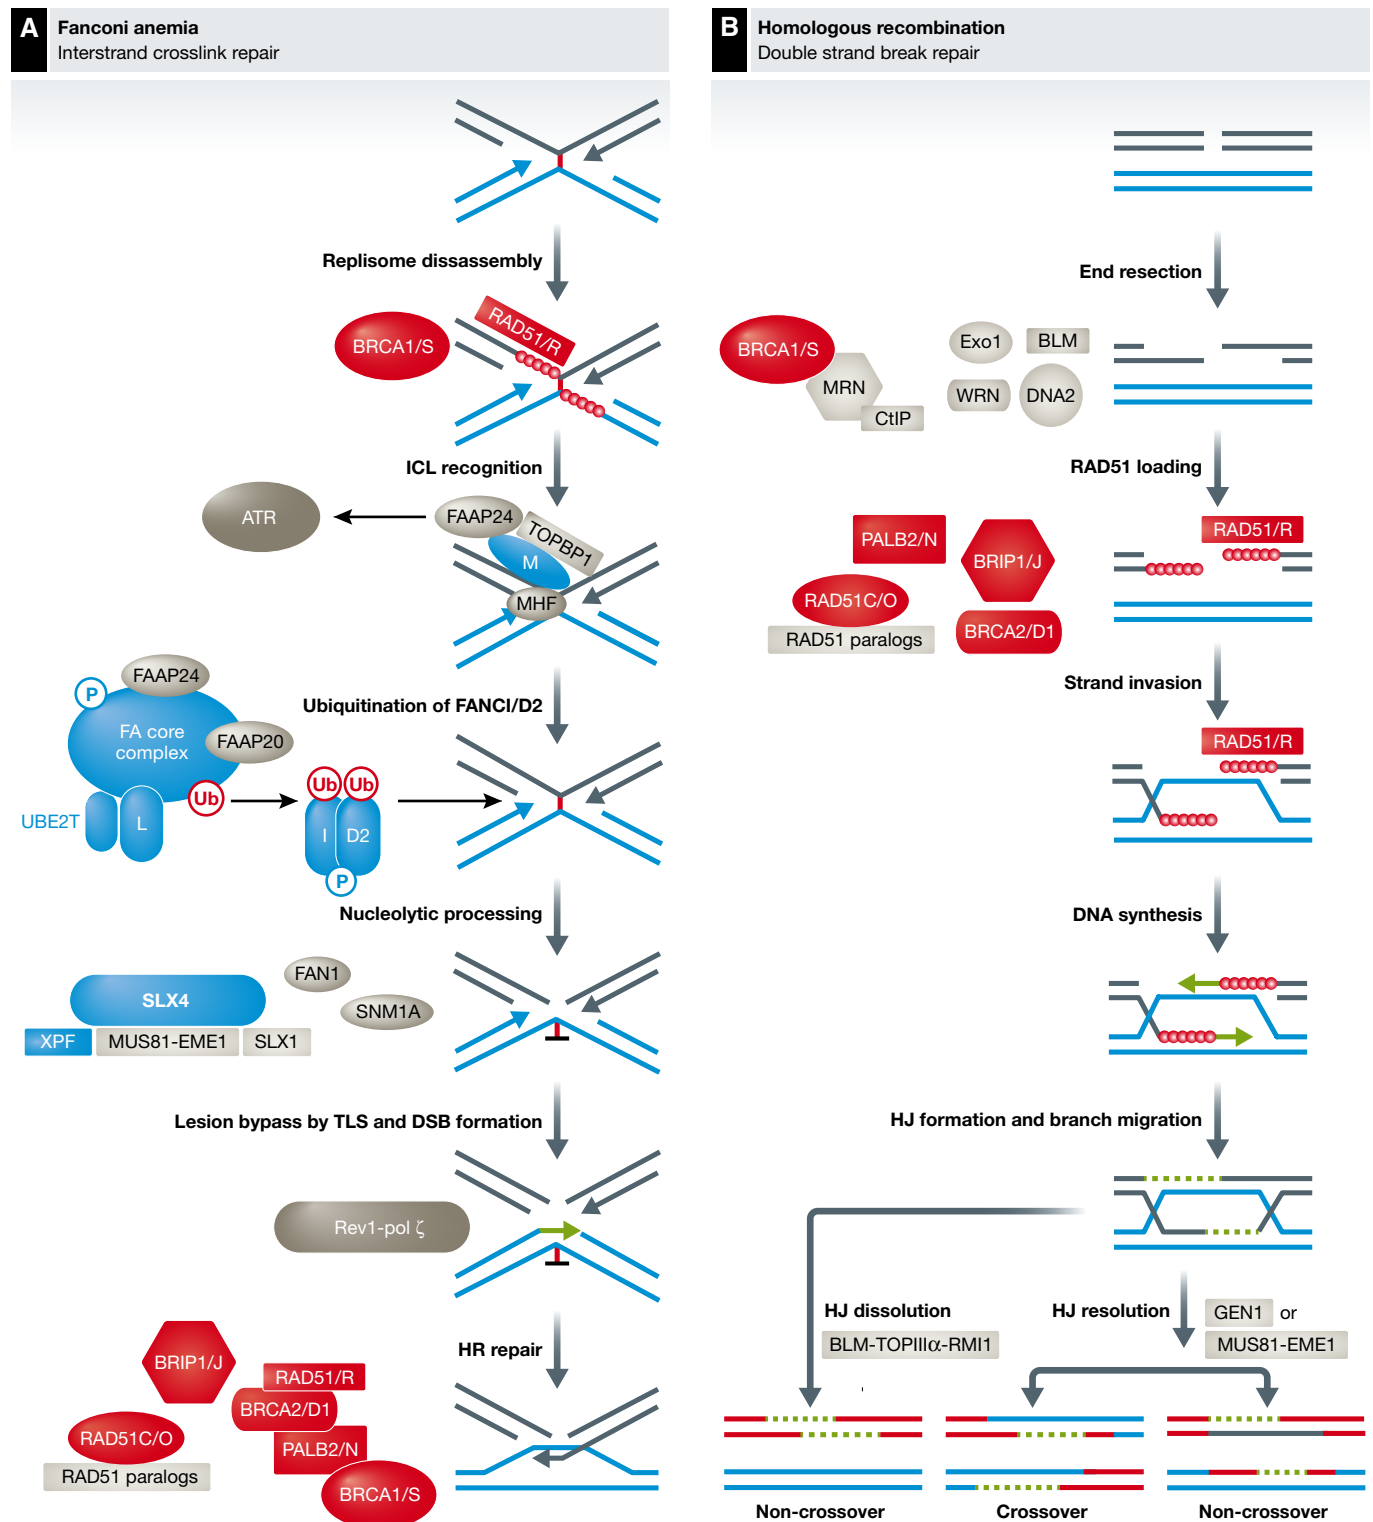 A
Fanconi anemia
Interstrand crosslink repair
Replisome disassembly
BRCA1/S
RAD51/R
ICL recognition
ATR
FAAP24
TOPBP1
M
MHF
Ubiquitination of FANCI/D2
P
FAAP24
FA core
complex
FAAP20
Ub
Ub
Ub
UBE2T
L
I
D2
P
Nucleolytic processing
SLX4
FAN1
SNM1A
XPF
MUS81-EME1
SLX1
Lesion bypass by TLS and DSB formation
Rev1-pol ζ
HR repair
BRIP1/J
RAD51/R
BRCA2/D1
RAD51C/O
PALB2/N
RAD51 paralogs
BRCA1/S
B
Homologous recombination
Double strand break repair
End resection
BRCA1/S
MRN
CtIP
Exo1
BLM
WRN
DNA2
RAD51 loading
PALB2/N
BRIP1/J
RAD51/R
RAD51C/O
RAD51 paralogs
BRCA2/D1
Strand invasion
RAD51/R
DNA synthesis
HJ formation and branch migration
HJ dissolution
BLM-TOPIIIα-RMI1
HJ resolution
GEN1 or
MUS81-EME1
Non-crossover
Crossover
Non-crossover